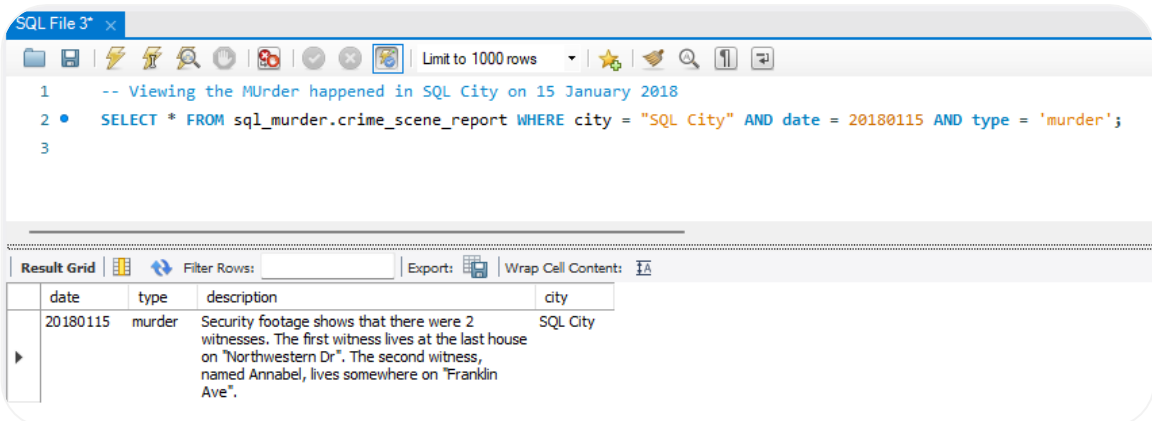 SQL File 3*
Limit to 1000 rows
1 -- Viewing the MUrder happened in SQL City on 15 January 2018
2 SELECT * FROM sql_murder.crime_scene_report WHERE city = "SQL City" AND date = 20180115 AND type = 'murder';
3
Result Grid Filter Rows: Export: Wrap Cell Content: IA
date type description city
20180115 murder Security footage shows that there were 2 SQL City
witnesses. The first witness lives at the last house
on "Northwestern Dr". The second witness,
named Annabel, lives somewhere on "Franklin
Ave".